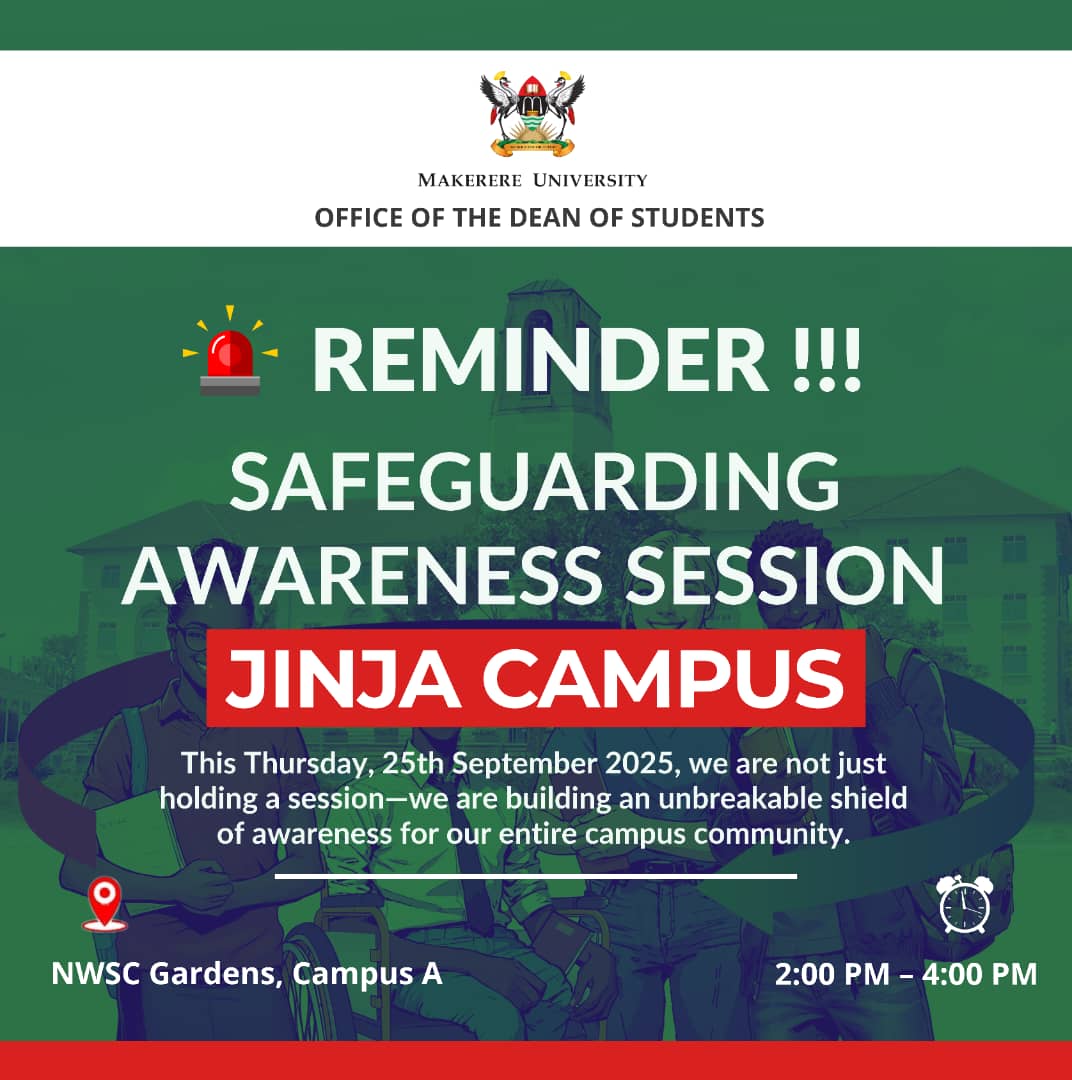 MAKERERE UNIVERSITY
OFFICE OF THE DEAN OF STUDENTS
REMINDER !!!
SAFEGUARDING
AWARENESS SESSION
JINJA CAMPUS
This Thursday, 25th September 2025, we are not just
holding a session—we are building an unbreakable shield
of awareness for our entire campus community.
NWSC Gardens, Campus A
2:00 PM – 4:00 PM